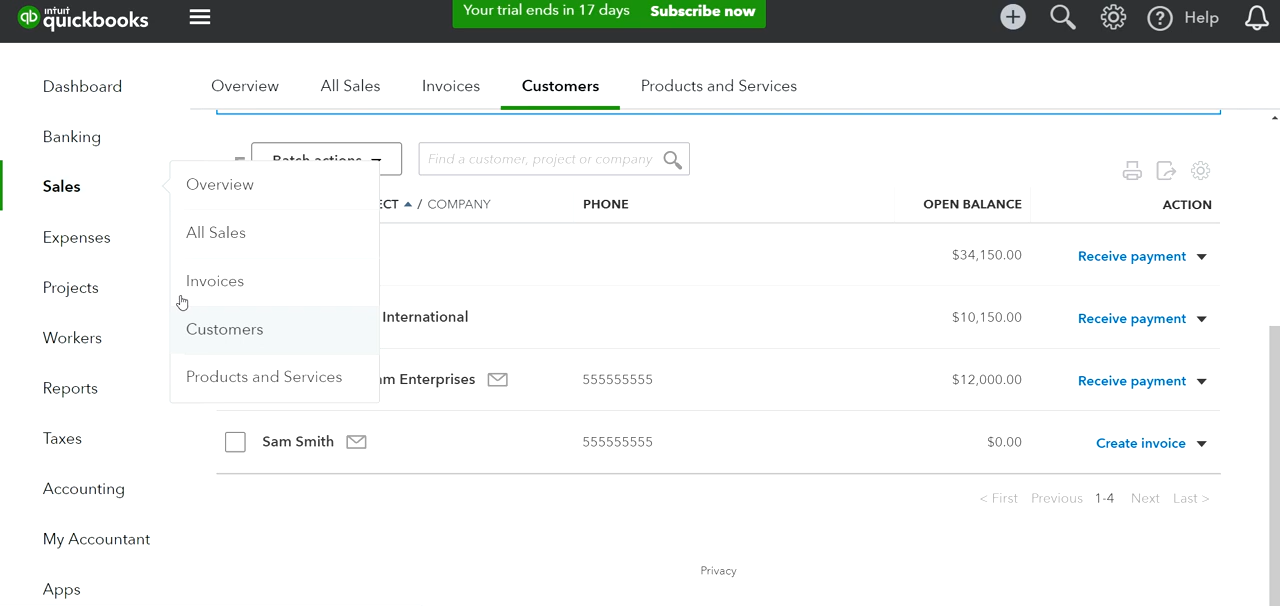 intuit
quickbooks
Your trial ends in 17 days Subscribe now
Help
Dashboard
Banking
Sales
Expenses
Projects
Workers
Reports
Taxes
Accounting
My Accountant
Apps
Overview All Sales Invoices Customers Products and Services
Batch actions
Find a customer, project or company
Overview
All Sales
Invoices
Customers
Products and Services
ECT / COMPANY PHONE OPEN BALANCE ACTION
$34,150.00 Receive payment
International $10,150.00 Receive payment
am Enterprises 555555555 $12,000.00 Receive payment
Sam Smith 555555555 $0.00 Create invoice
< First Previous 1-4 Next Last >
Privacy